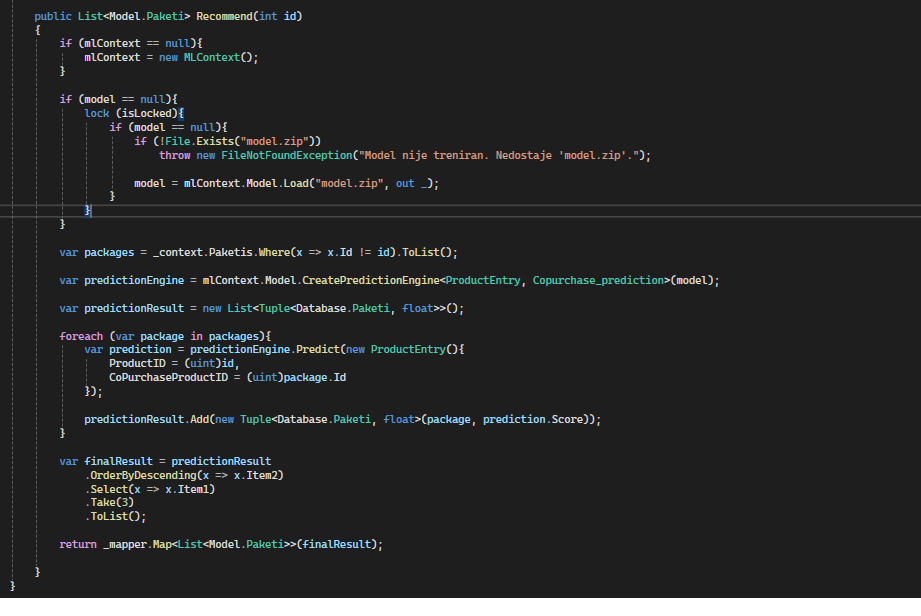 public List<Model.Paketi> Recommend(int id)
{
if (mlContext == null){
mlContext = new MLContext();
}
if (model == null){
lock (isLocked){
if (model == null){
if (!File.Exists("model.zip"))
throw new FileNotFoundException("Model nije treniran. Nedostaje 'model.zip'.");
model = mlContext.Model.Load("model.zip", out _);
}
}
}
var packages = _context.Paketis.Where(x => x.Id != id).ToList();
var predictionEngine = mlContext.Model.CreatePredictionEngine<ProductEntry, Copurchase_prediction>(model);
var predictionResult = new List<Tuple<Database.Paketi, float>>();
foreach (var package in packages){
var prediction = predictionEngine.Predict(new ProductEntry(){
ProductID = (uint)id,
CoPurchaseProductID = (uint)package.Id
});
predictionResult.Add(new Tuple<Database.Paketi, float>(package, prediction.Score));
}
var finalResult = predictionResult
.OrderByDescending(x => x.Item2)
.Select(x => x.Item1)
.Take(3)
.ToList();
return _mapper.Map<List<Model.Paketi>>(finalResult);
}
}